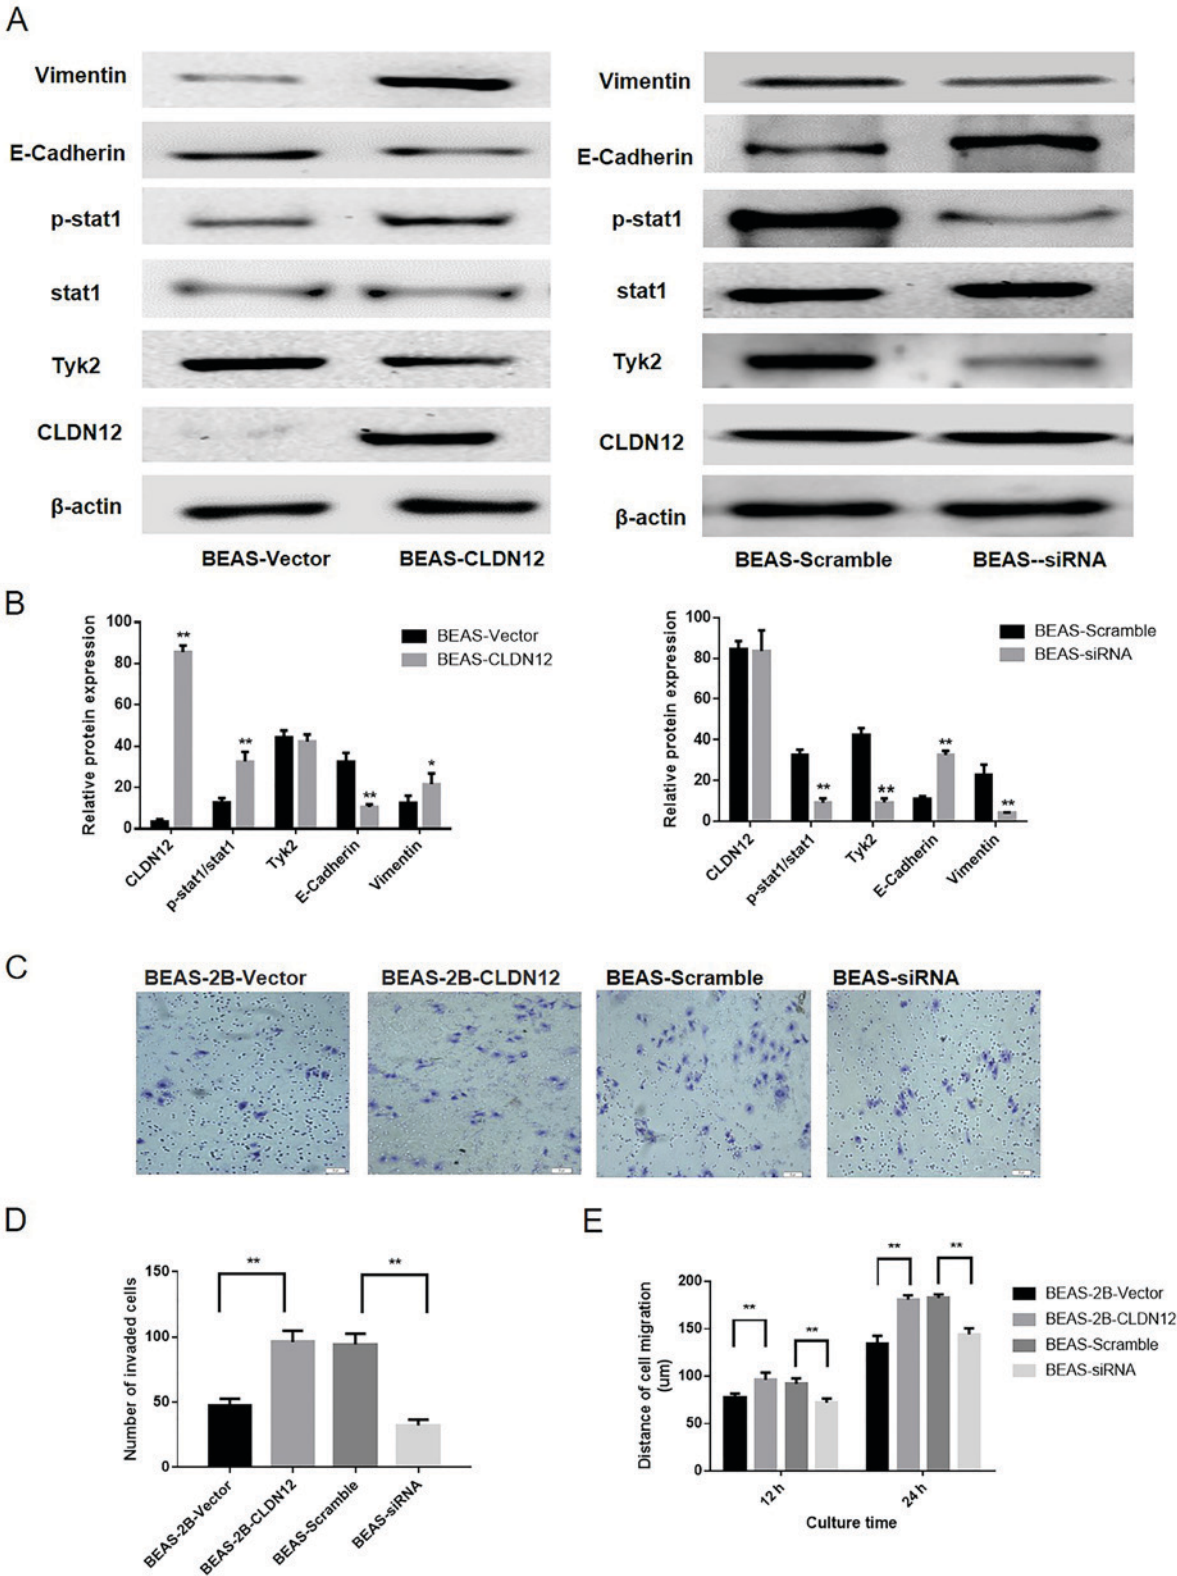 A
Vimentin
E-Cadherin
p-stat1
stat1
Tyk2
CLDN12
β-actin
BEAS-Vector BEAS-CLDN12
Vimentin
E-Cadherin
p-stat1
stat1
Tyk2
CLDN12
β-actin
BEAS-Scramble BEAS--siRNA
B
Relative protein expression
100
80
60
40
20
0
**
**
**
*
BEAS-Vector
BEAS-CLDN12
CLDN12
p-stat1/stat1
Tyk2
E-Cadherin
Vimentin
Relative protein expression
100
80
60
40
20
0
**
**
**
**
BEAS-Scramble
BEAS-siRNA
CLDN12
p-stat1/stat1
Tyk2
E-Cadherin
Vimentin
C
BEAS-2B-Vector BEAS-2B-CLDN12 BEAS-Scramble BEAS-siRNA
D
Number of invaded cells
150
100
50
0
**
**
BEAS-2B-Vector
BEAS-2B-CLDN12
BEAS-Scramble
BEAS-siRNA
E
Distance of cell migration
(um)
200
150
100
50
0
**
**
**
**
BEAS-2B-Vector
BEAS-2B-CLDN12
BEAS-Scramble
BEAS-siRNA
12 h
24 h
Culture time